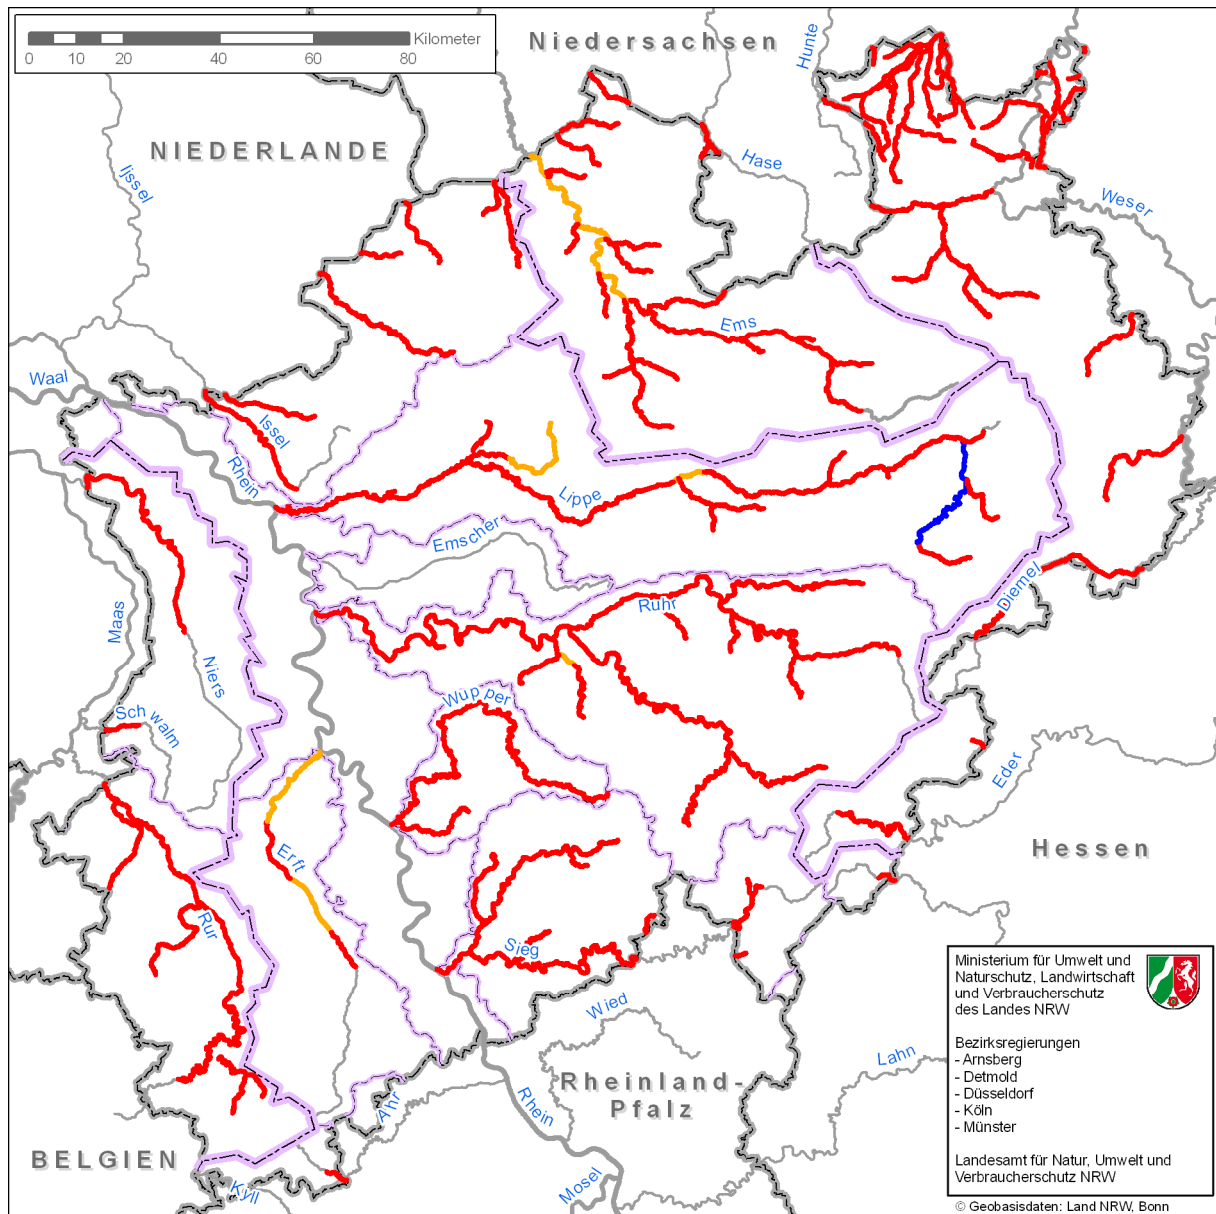 Kilometer
0 10 20 40 60 80
Niedersachsen
Hunte
NIEDERLANDE
Ijssel
Hase
Weser
Ems
Waal
Issel
Rhein
Lippe
Emscher
Ruhr
Diemel
Maas
Niers
Wupper
Schwalm
Eder
Erft
Hessen
Rur
Sieg
Wied
Lahn
Rheinland-
Pfalz
Rhein
Ahr
BELGIEN
Kyll
Mosel
Ministerium für Umwelt und
Naturschutz, Landwirtschaft
und Verbraucherschutz
des Landes NRW
Bezirksregierungen
- Arnsberg
- Detmold
- Düsseldorf
- Köln
- Münster
Landesamt für Natur, Umwelt und
Verbraucherschutz NRW
© Geobasisdaten: Land NRW, Bonn